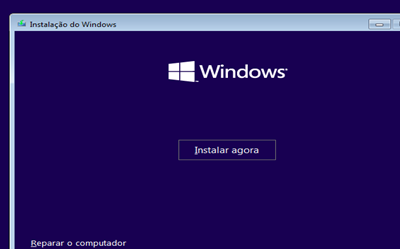 Instalação do Windows
Windows
Instalar agora
Reparar o computador